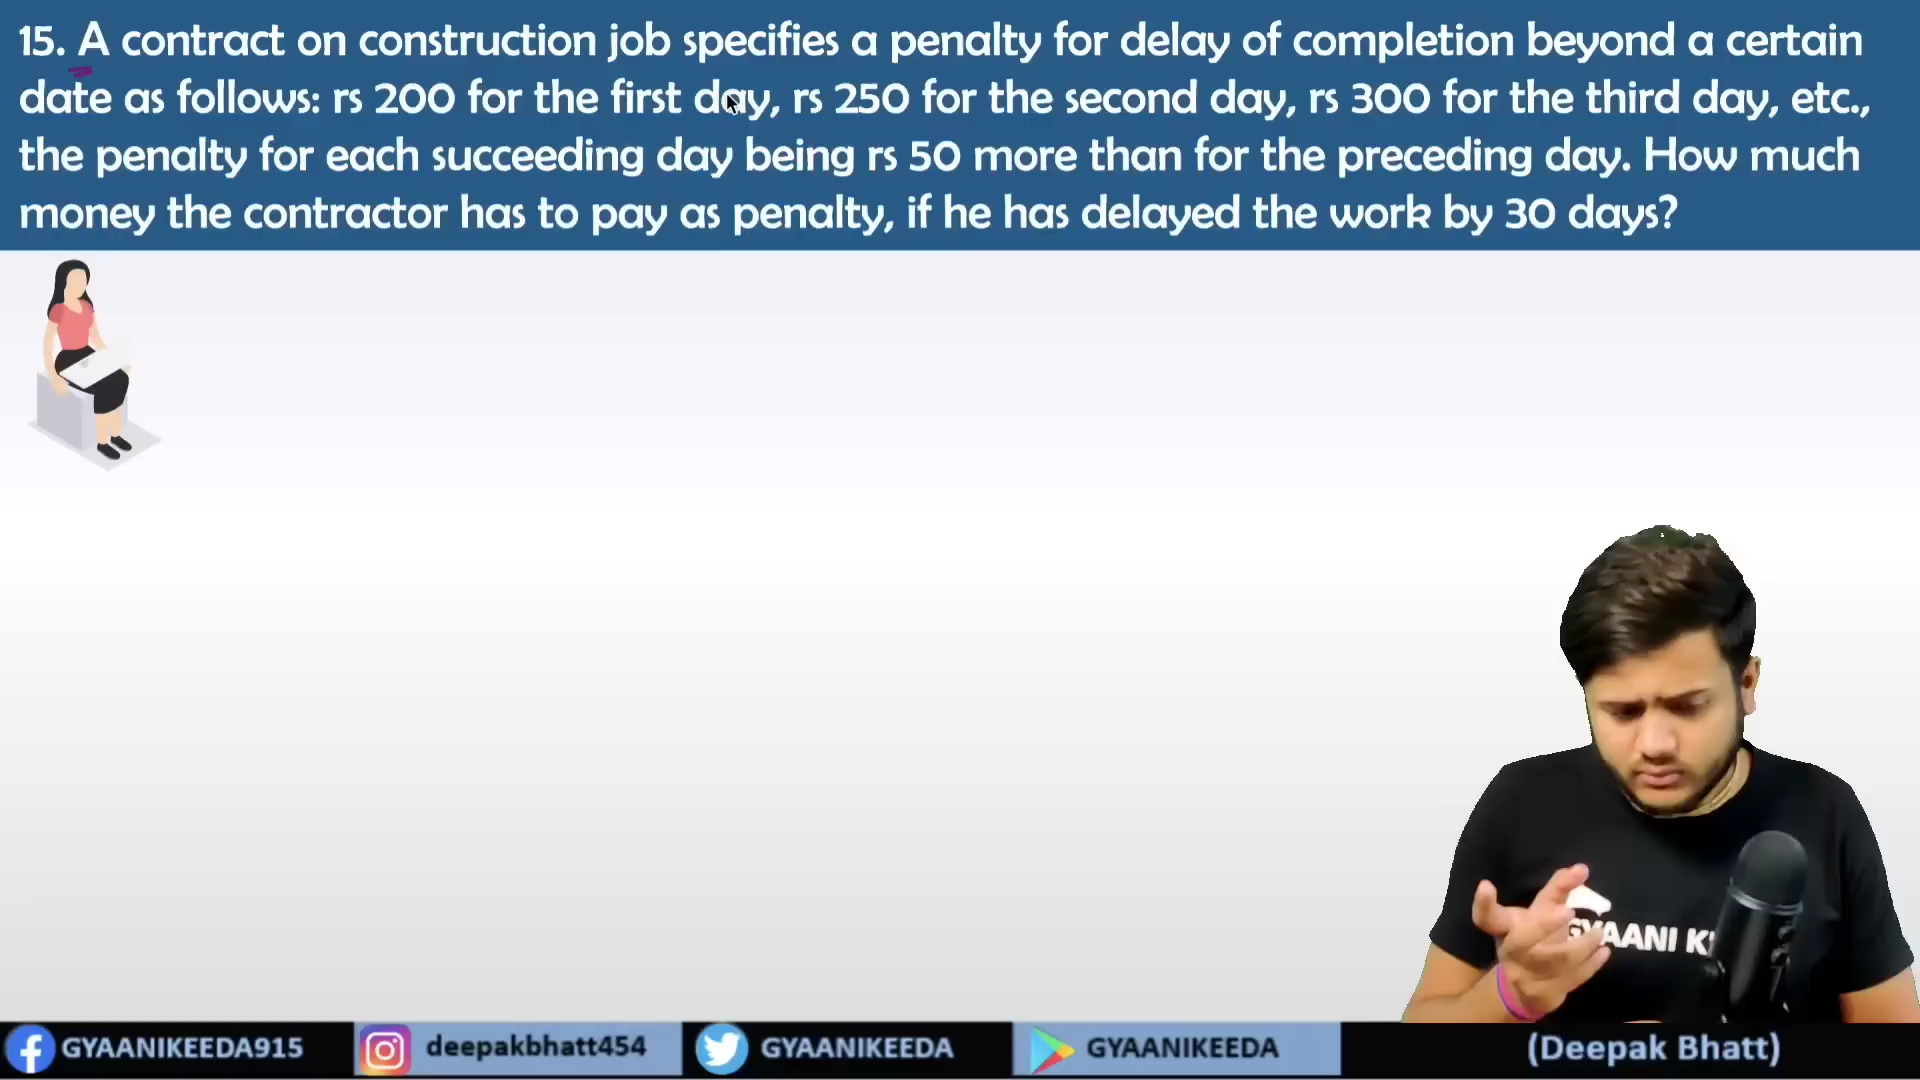 15. A contract on construction job specifies a penalty for delay of completion beyond a certain
date as follows: rs 200 for the first day, rs 250 for the second day, rs 300 for the third day, etc.,
the penalty for each succeeding day being rs 50 more than for the preceding day. How much
money the contractor has to pay as penalty, if he has delayed the work by 30 days?
GYAANI K
GYAANIKEEDA915 deepakbhatt454 GYAANIKEEDA GYAANIKEEDA (Deepak Bhatt)